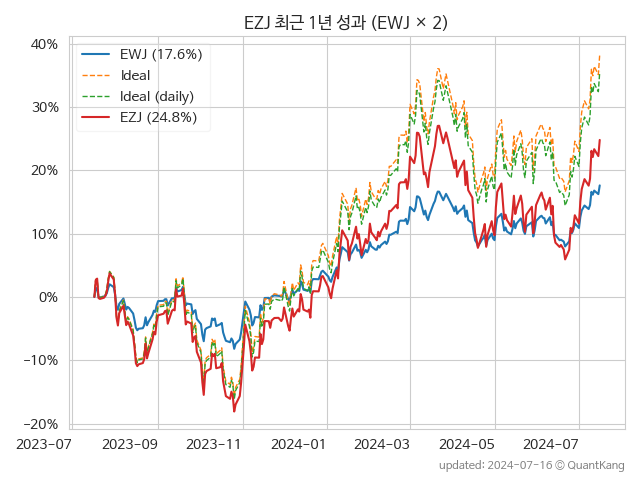 EZJ 최근 1년 성과 (EWJ × 2)
EWJ (17.6%)
Ideal
Ideal (daily)
EZJ (24.8%)
40%
30%
20%
10%
0%
−10%
−20%
2023-07
2023-09
2023-11
2024-01
2024-03
2024-05
2024-07
updated: 2024-07-16 © QuantKang